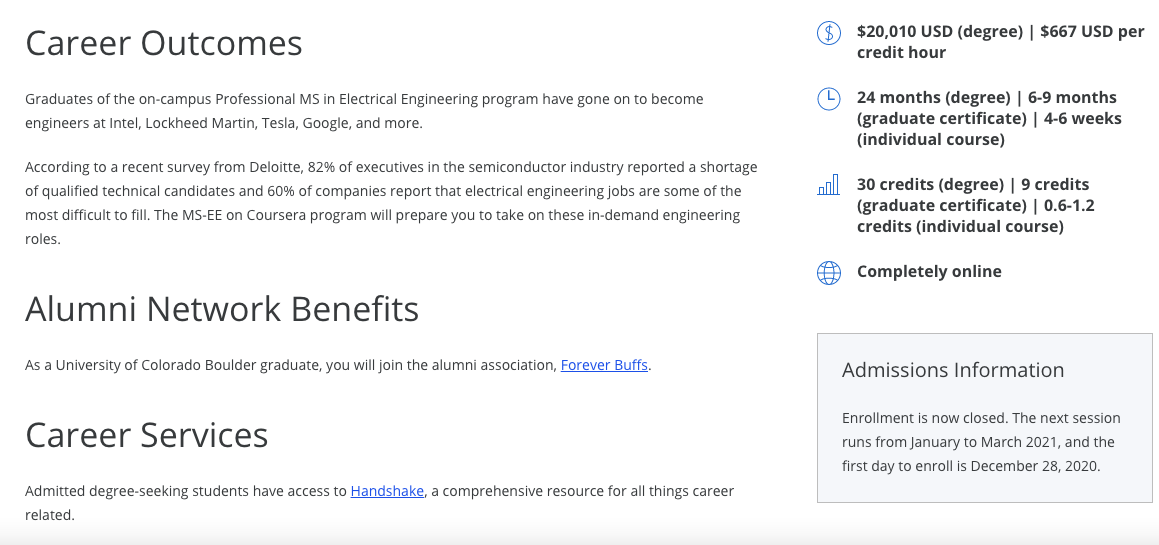 Career Outcomes
Graduates of the on-campus Professional MS in Electrical Engineering program have gone on to become
engineers at Intel, Lockheed Martin, Tesla, Google, and more.
According to a recent survey from Deloitte, 82% of executives in the semiconductor industry reported a shortage
of qualified technical candidates and 60% of companies report that electrical engineering jobs are some of the
most difficult to fill. The MS-EE on Coursera program will prepare you to take on these in-demand engineering
roles.
Alumni Network Benefits
As a University of Colorado Boulder graduate, you will join the alumni association, Forever Buffs.
Career Services
Admitted degree-seeking students have access to Handshake, a comprehensive resource for all things career
related.
$20,010 USD (degree) | $667 USD per
credit hour
24 months (degree) | 6-9 months
(graduate certificate) | 4-6 weeks
(individual course)
30 credits (degree) | 9 credits
(graduate certificate) | 0.6-1.2
credits (individual course)
Completely online
Admissions Information
Enrollment is now closed. The next session
runs from January to March 2021, and the
first day to enroll is December 28, 2020.